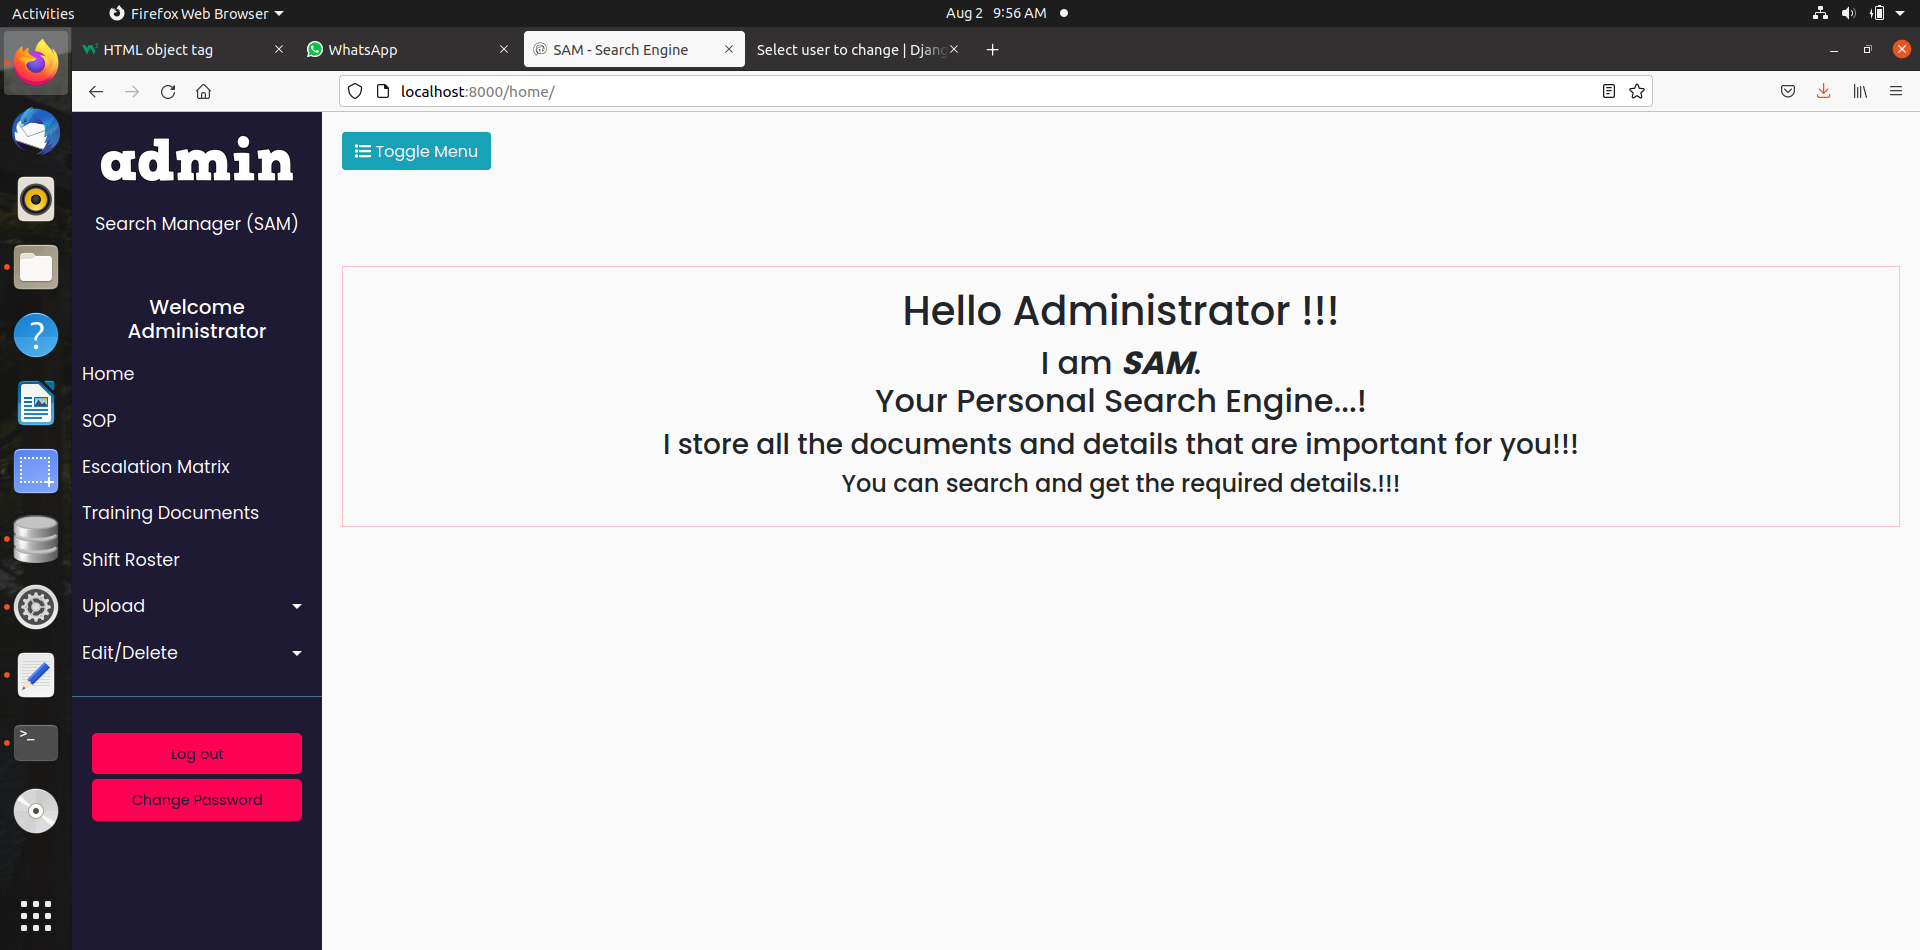 Activities
Firefox Web Browser
Aug 2 9:56 AM
HTML object tag
WhatsApp
SAM - Search Engine
Select user to change | Djang
localhost:8000/home/
admin
Search Manager (SAM)
Welcome
Administrator
Home
SOP
Escalation Matrix
Training Documents
Shift Roster
Upload
Edit/Delete
Log out
Change Password
Toggle Menu
Hello Administrator !!!
I am SAM.
Your Personal Search Engine...!
I store all the documents and details that are important for you!!!
You can search and get the required details.!!!